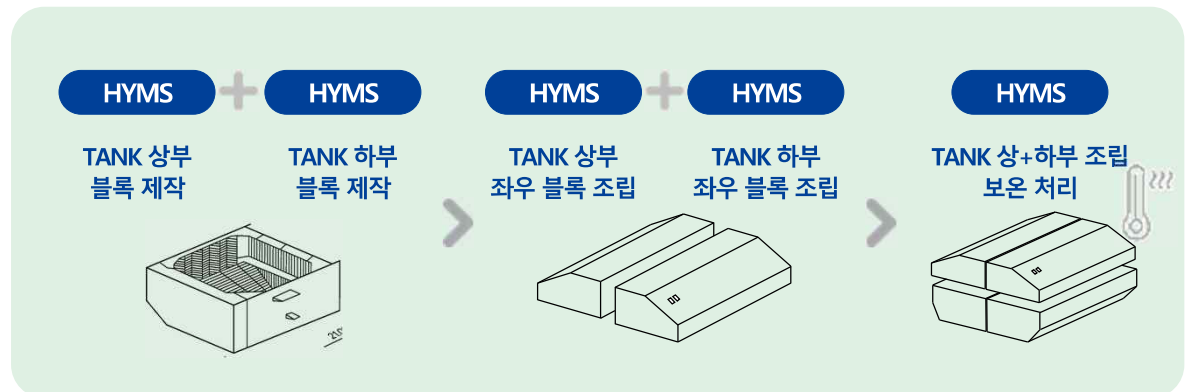 HYMS
TANK 상부
블록 제작
HYMS
TANK 하부
블록 제작
HYMS
TANK 상부
좌우 블록 조립
HYMS
TANK 하부
좌우 블록 조립
HYMS
TANK 상+하부 조립
보온 처리